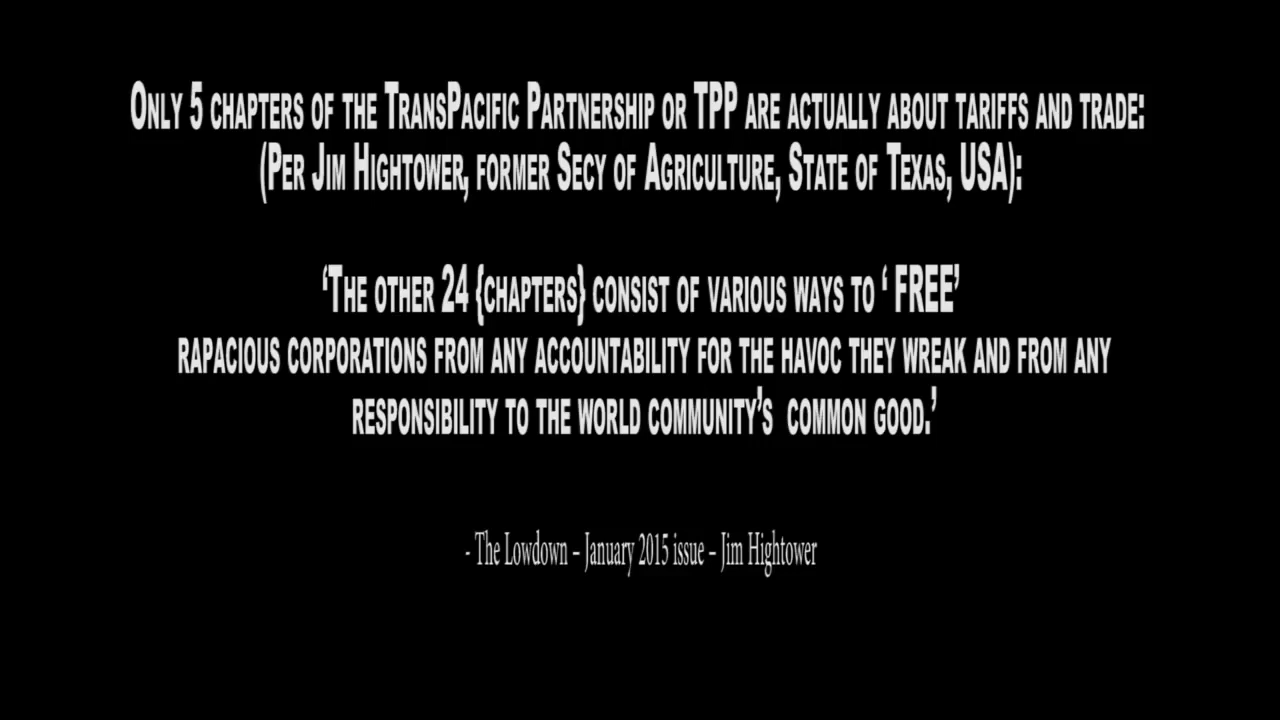 Only 5 chapters of the TransPacific Partnership or TPP are actually about tariffs and trade:
(Per Jim Hightower, former Secy of Agriculture, State of Texas, USA):
‘The other 24 {chapters} consist of various ways to ‘ FREE’
rapacious corporations from any accountability for the havoc they wreak and from any
responsibility to the world community’s  common good.’
- The Lowdown – January 2015 issue – Jim Hightower